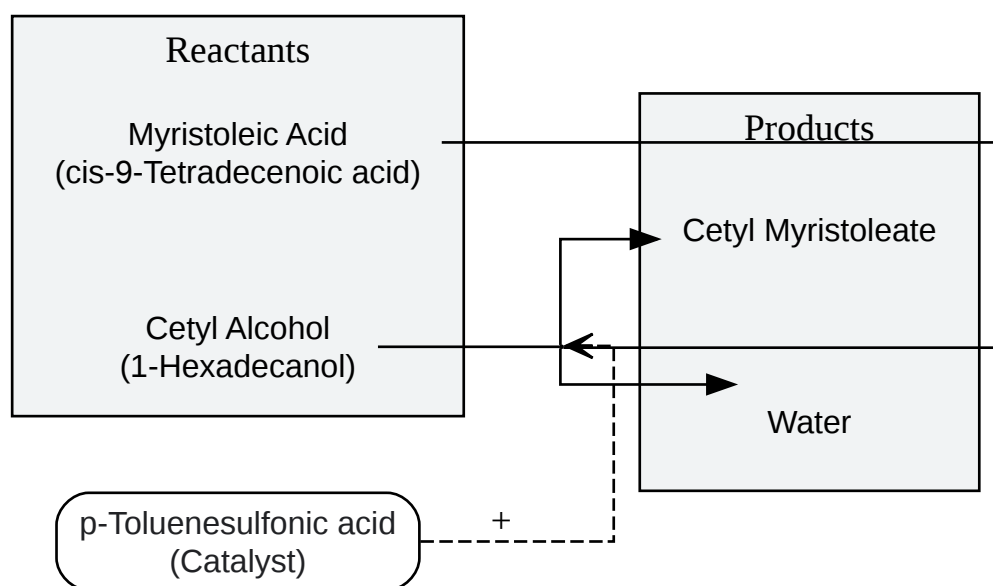 Reactants
Myristoleic Acid
(cis-9-Tetradecenoic acid)
Cetyl Alcohol
(1-Hexadecanol)
Products
Cetyl Myristoleate
Water
p-Toluenesulfonic acid
(Catalyst)
+